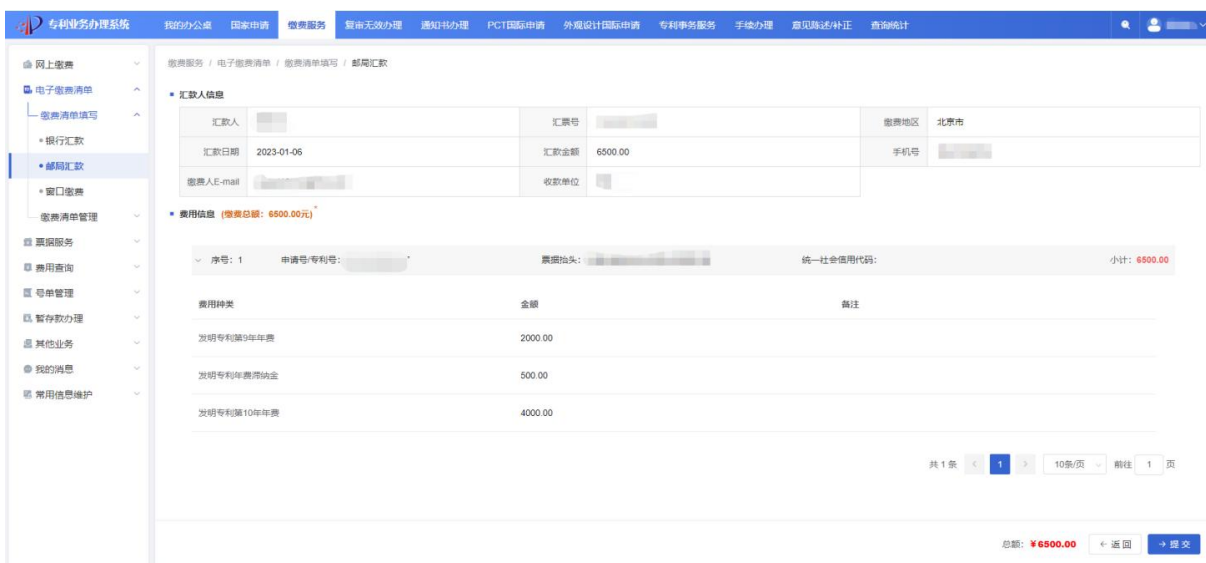 专利业务办理系统 我的办公桌 国家申请 缴费服务 复审无效办理 通知书办理 PCT国际申请 外观设计国际申请 专利事务服务 手续办理 意见陈述/补正 查询统计
网上缴费
电子缴费清单
缴费清单填写
银行汇款
邮局汇款
窗口缴费
缴费清单管理
票据服务
费用查询
号单管理
暂存款办理
其他业务
我的消息
常用信息维护
缴费服务 / 电子缴费清单 / 缴费清单填写 / 邮局汇款
汇款人信息
汇款人 汇票号 缴费地区 北京市
汇款日期 2023-01-06 汇款金额 6500.00 手机号
缴费人E-mail 收款单位
费用信息 (缴费总额: 6500.00元)*
序号: 1 申请号/专利号: 票据抬头: 统一社会信用代码: 小计: 6500.00
费用种类 金额 备注
发明专利第9年年费 2000.00
发明专利年费滞纳金 500.00
发明专利第10年年费 4000.00
共 1 条 < 1 > 10条/页 前往 1 页
总额: ¥6500.00 ← 返回 → 提交